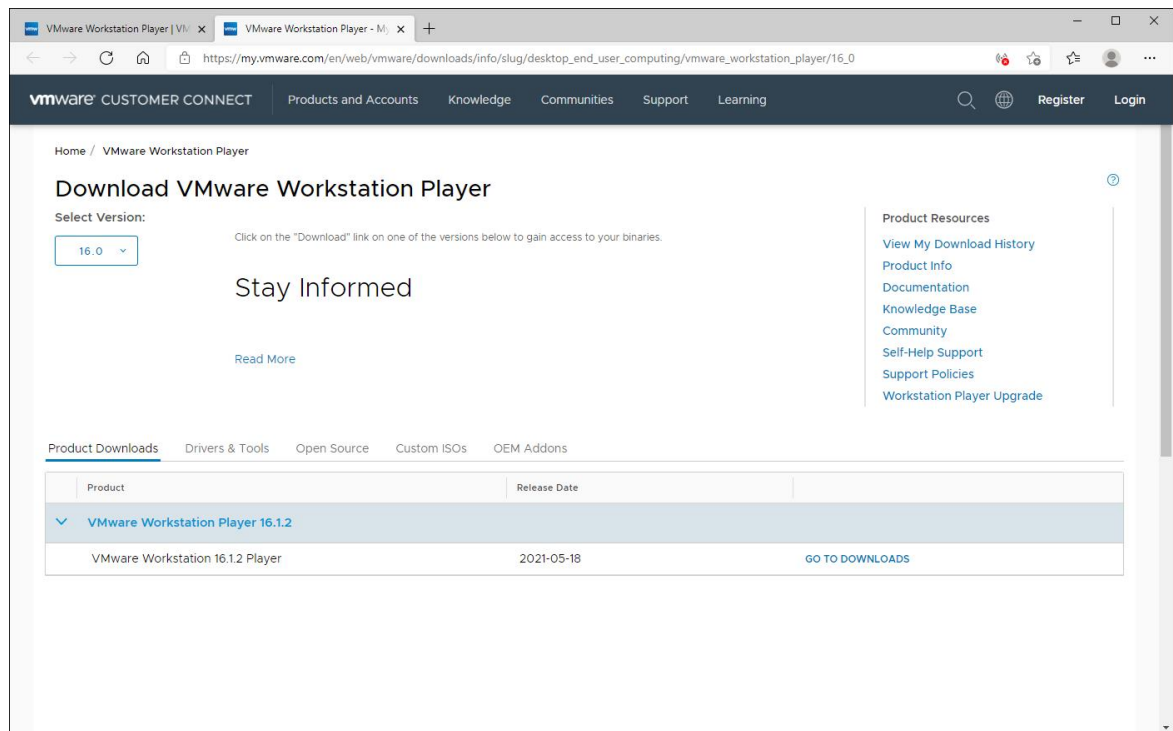 VMware Workstation Player | VM
VMware Workstation Player - My
https://my.vmware.com/en/web/vmware/downloads/info/slug/desktop_end_user_computing/vmware_workstation_player/16_0
vmware® CUSTOMER CONNECT Products and Accounts Knowledge Communities Support Learning Register Login
Home / VMware Workstation Player
Download VMware Workstation Player
Select Version:
16.0
Click on the "Download" link on one of the versions below to gain access to your binaries.
Stay Informed
Read More
Product Resources
View My Download History
Product Info
Documentation
Knowledge Base
Community
Self-Help Support
Support Policies
Workstation Player Upgrade
Product Downloads Drivers & Tools Open Source Custom ISOs OEM Addons
Product Release Date
VMware Workstation Player 16.1.2
VMware Workstation 16.1.2 Player 2021-05-18 GO TO DOWNLOADS